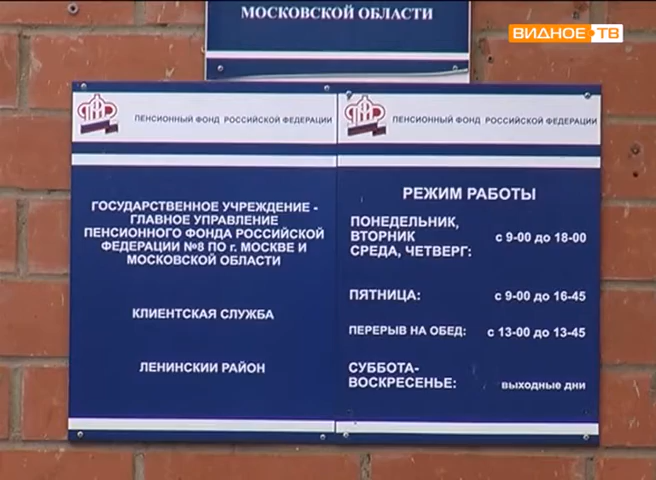 МОСКОВСКОЙ ОБЛАСТИ
ВИДНОЕ ТВ
ПЕНСИОННЫЙ ФОНД РОССИЙСКОЙ ФЕДЕРАЦИИ
ГОСУДАРСТВЕННОЕ УЧРЕЖДЕНИЕ -
ГЛАВНОЕ УПРАВЛЕНИЕ
ПЕНСИОННОГО ФОНДА РОССИЙСКОЙ
ФЕДЕРАЦИИ №8 ПО г. МОСКВЕ И
МОСКОВСКОЙ ОБЛАСТИ
КЛИЕНТСКАЯ СЛУЖБА
ЛЕНИНСКИЙ РАЙОН
ПЕНСИОННЫЙ ФОНД РОССИЙСКОЙ ФЕДЕРАЦИИ
РЕЖИМ РАБОТЫ
ПОНЕДЕЛЬНИК,
ВТОРНИК
СРЕДА, ЧЕТВЕРГ: с 9-00 до 18-00
ПЯТНИЦА: с 9-00 до 16-45
ПЕРЕРЫВ НА ОБЕД: с 13-00 до 13-45
СУББОТА-
ВОСКРЕСЕНЬЕ: выходные дни